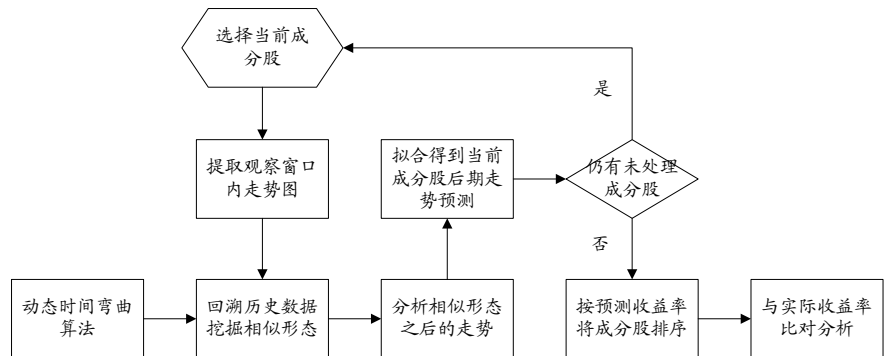 选择当前成
分股
是
提取观察窗口
内走势图
拟合得到当前
成分股后期走
势预测
仍有未处理
成分股
否
动态时间弯曲
算法
回溯历史数据
挖掘相似形态
分析相似形态
之后的走势
按预测收益率
将成分股排序
与实际收益率
比对分析